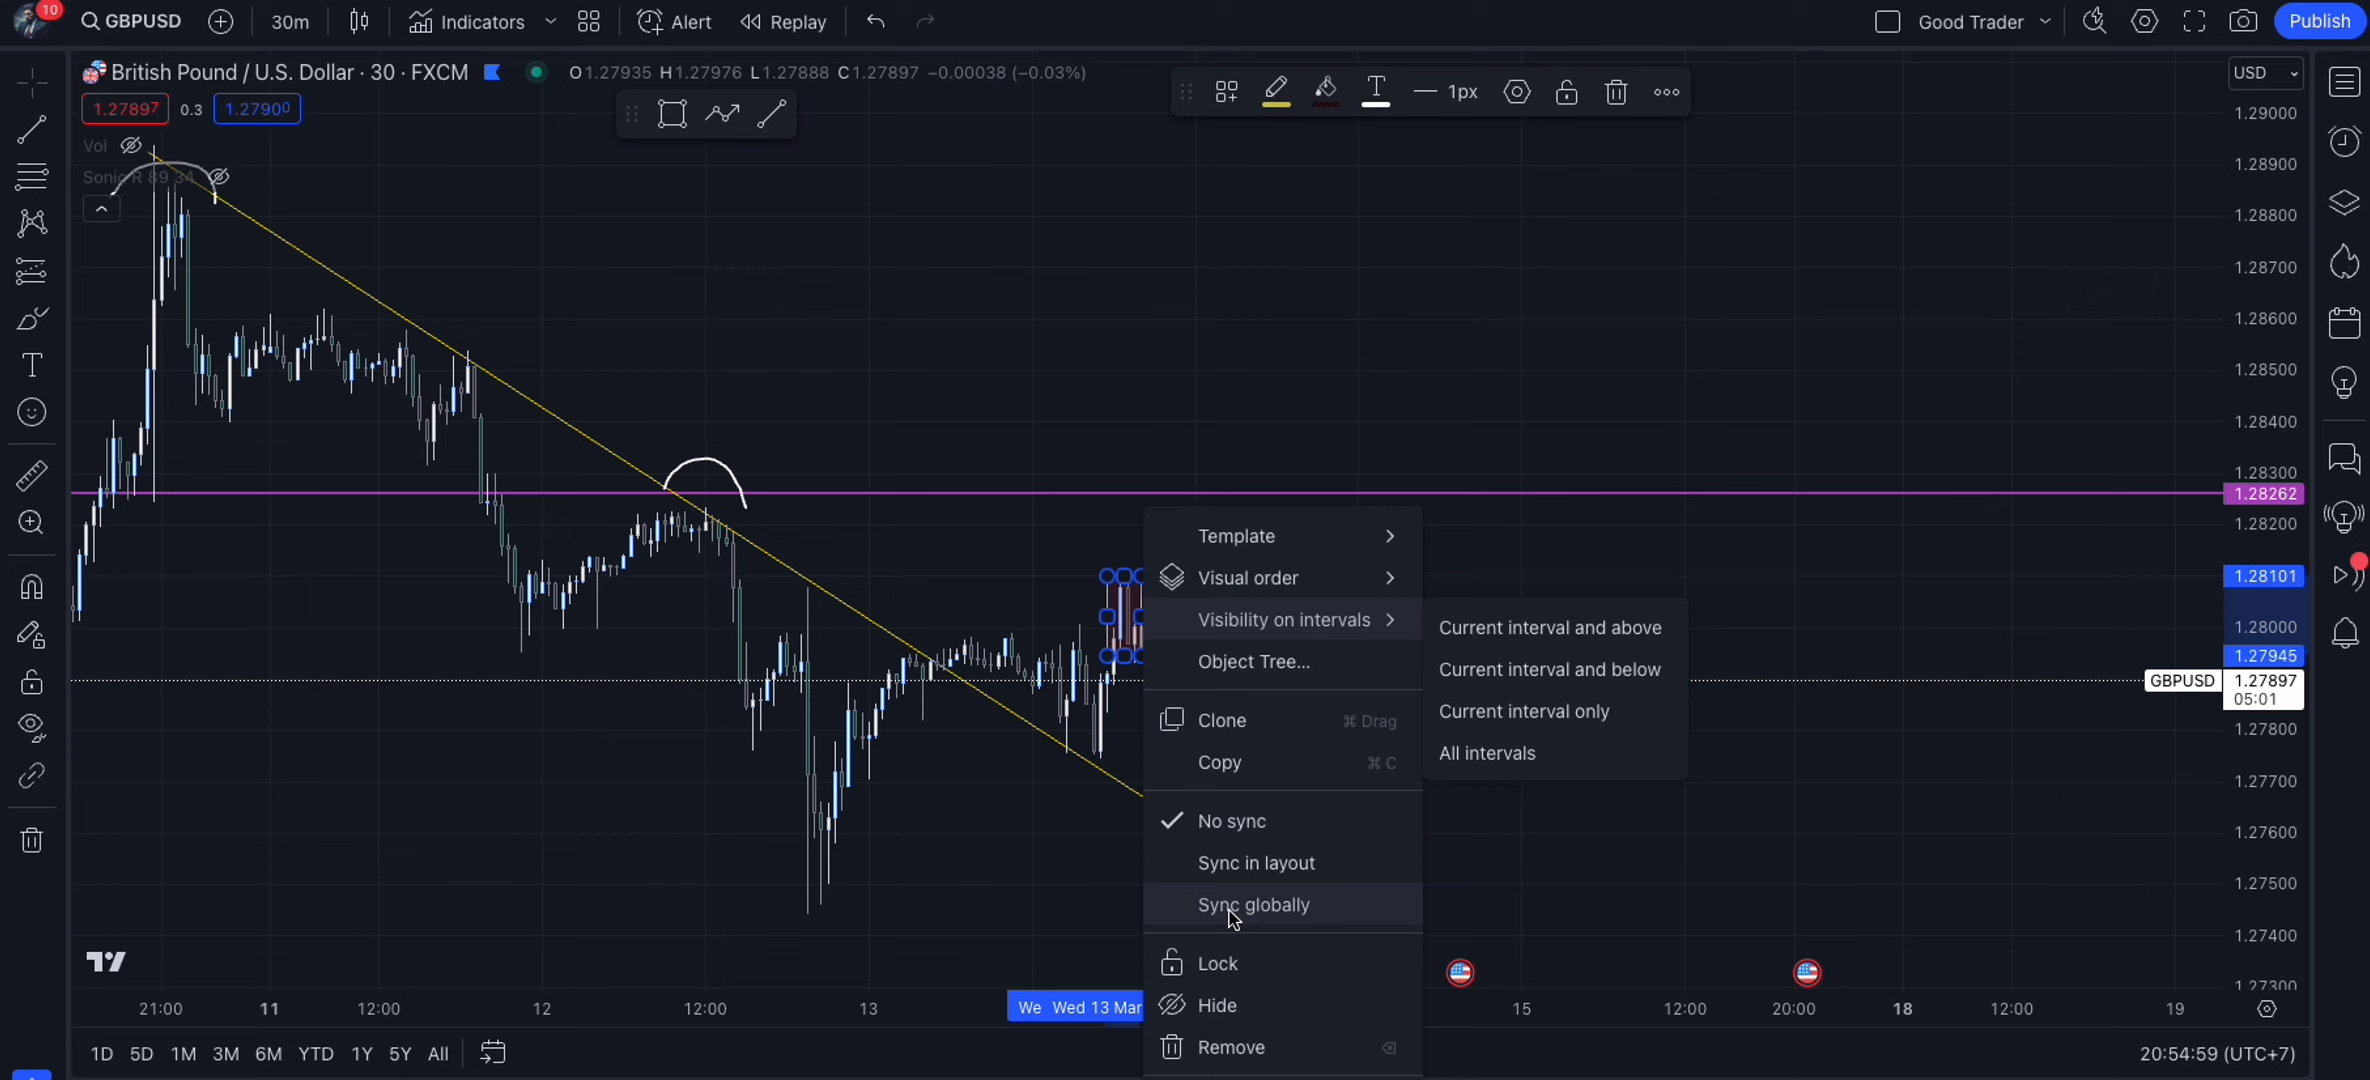 10
GBPUSD
30m
Indicators
Alert
Replay
Good Trader
Publish
British Pound / U.S. Dollar · 30 · FXCM
O1.27935 H1.27976 L1.27888 C1.27897 −0.00038 (−0.03%)
USD
1.27897
0.3
1.27900
1px
Vol
Sonic R 89 34
1.29000
1.28900
1.28800
1.28700
1.28600
1.28500
1.28400
1.28300
1.28262
1.28200
1.28101
1.28000
1.27945
GBPUSD
1.27897
05:01
1.27800
1.27700
1.27600
1.27500
1.27400
1.27300
Template
Visual order
Visibility on intervals
Object Tree...
Clone
⌘ Drag
Copy
⌘ C
No sync
Sync in layout
Sync globally
Lock
Hide
Remove
Current interval and above
Current interval and below
Current interval only
All intervals
21:00
11
12:00
12
12:00
13
We
Wed 13 Mar
15
12:00
20:00
18
12:00
19
1D
5D
1M
3M
6M
YTD
1Y
5Y
All
20:54:59 (UTC+7)